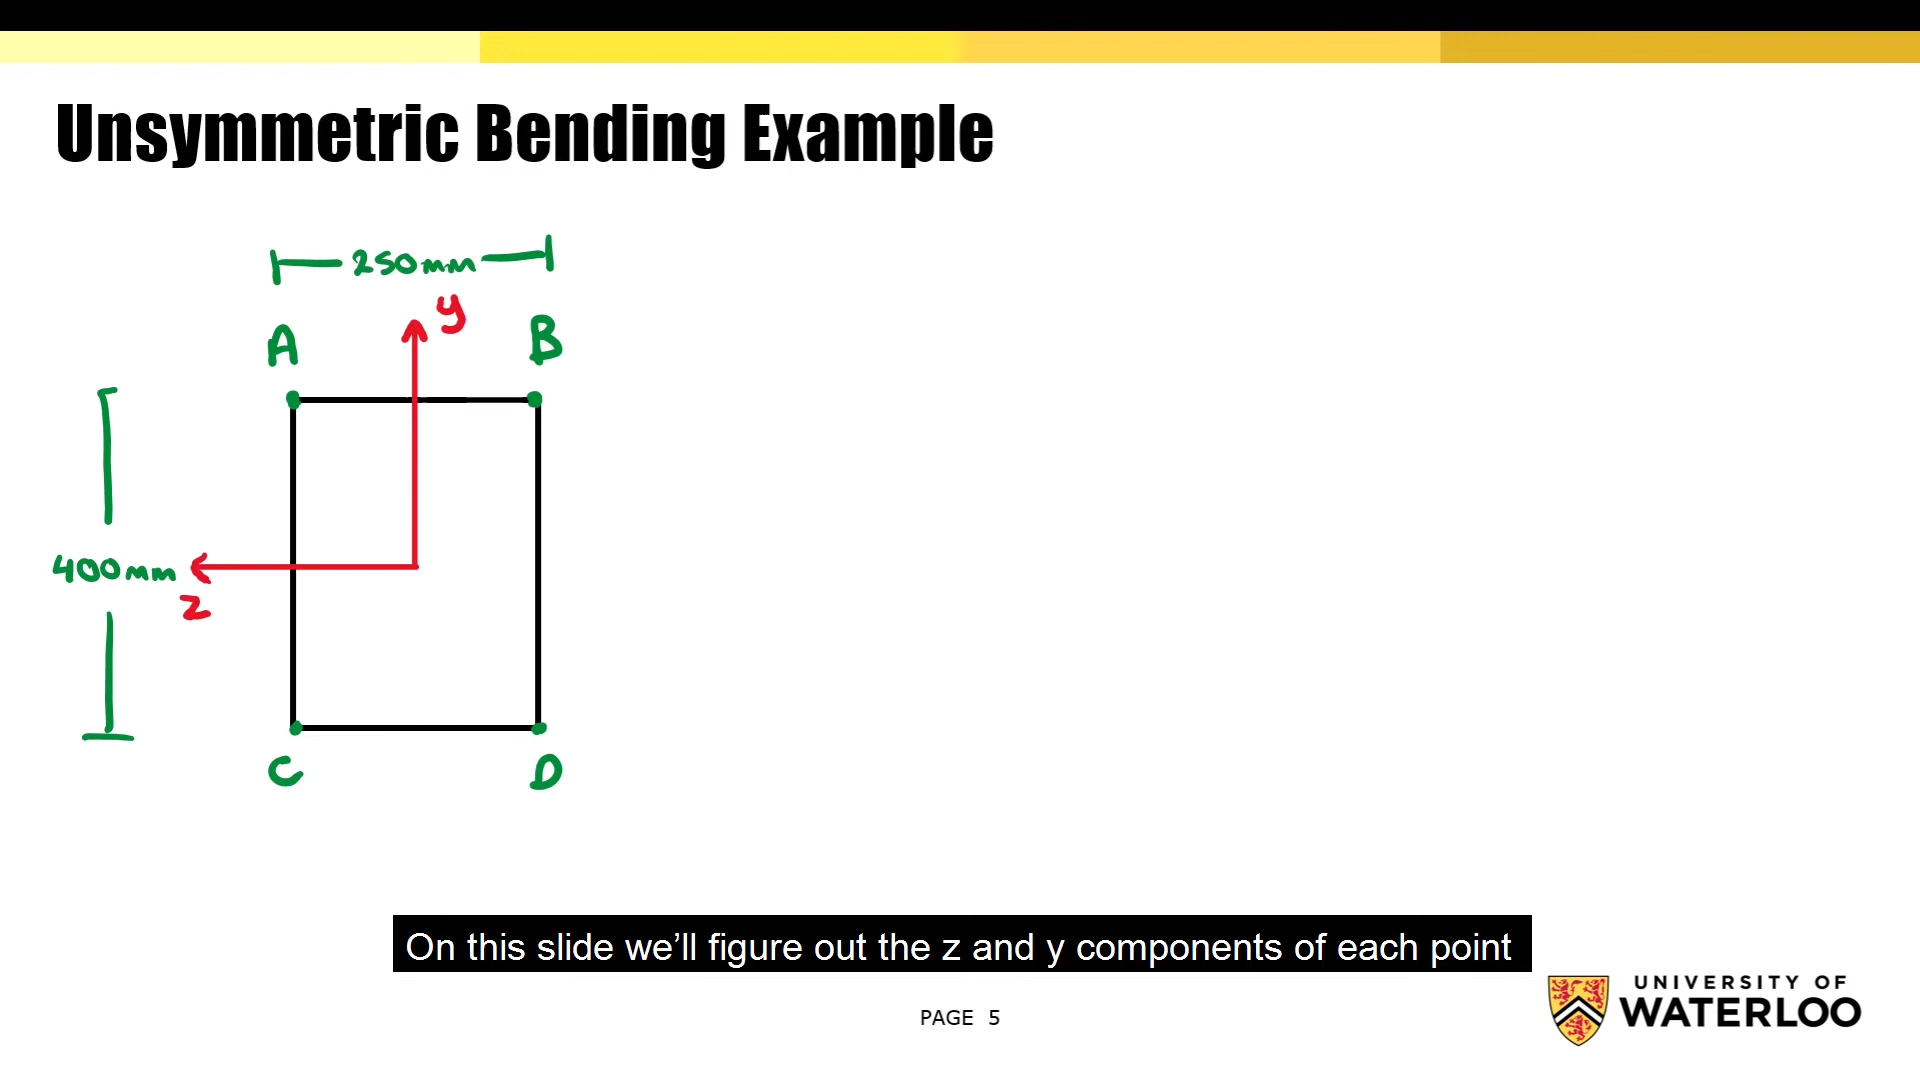 Unsymmetric Bending Example
250mm
y
A
B
400mm
z
C
D
On this slide we’ll figure out the z and y components of each point
PAGE 5
UNIVERSITY OF
WATERLOO